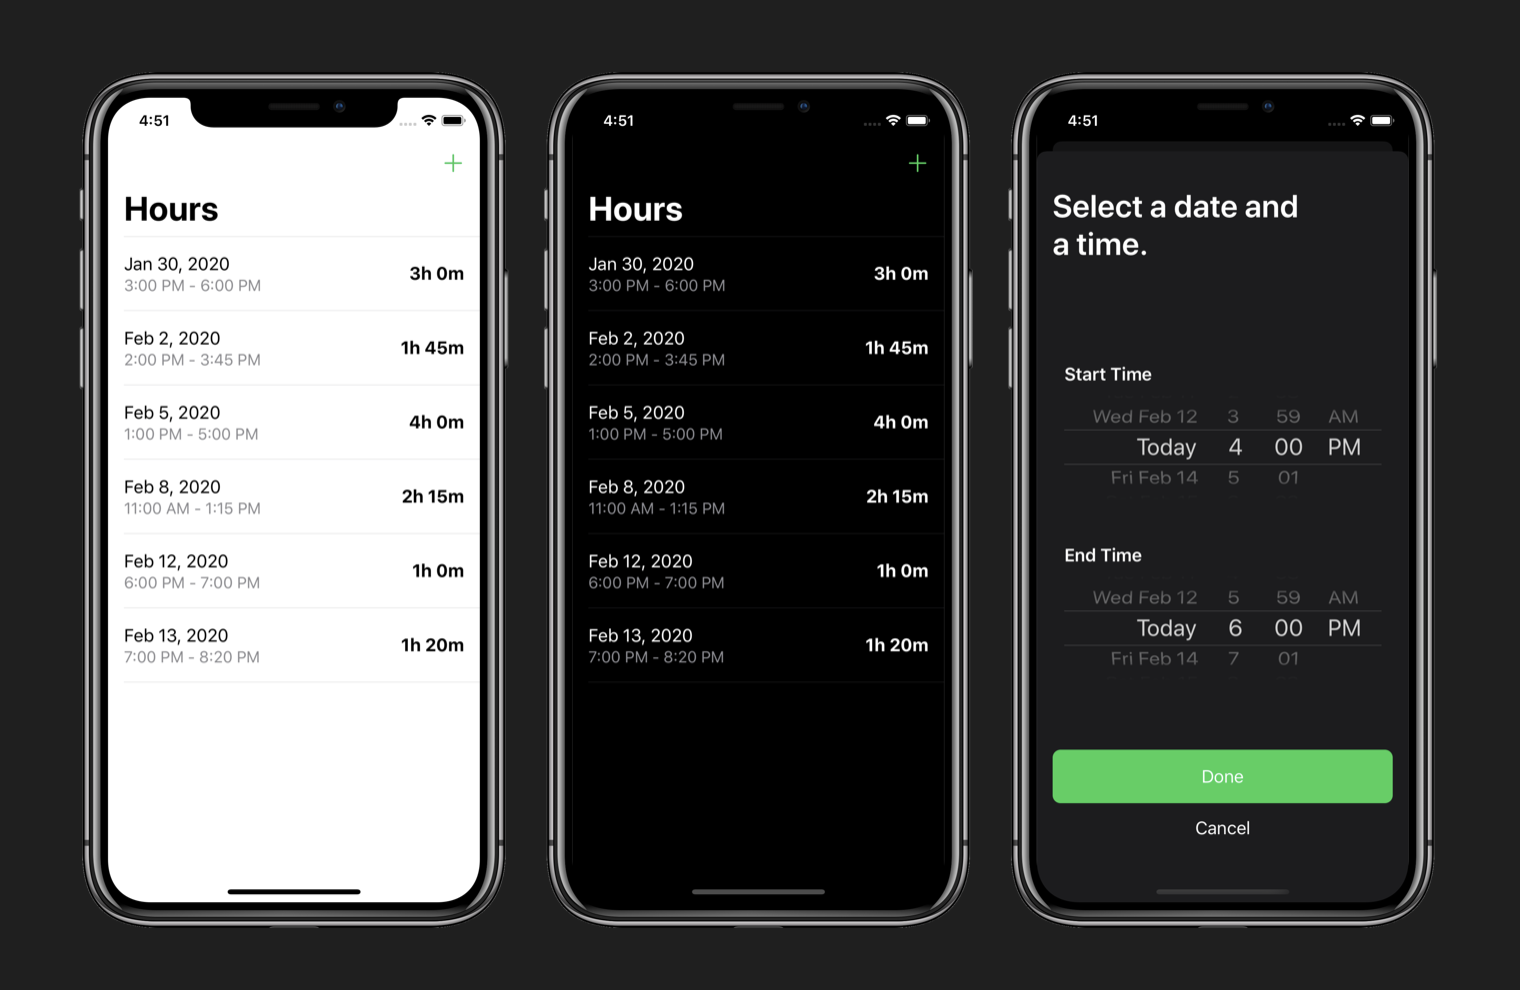 4:51
+
Hours
Jan 30, 2020
3:00 PM - 6:00 PM
3h 0m
Feb 2, 2020
2:00 PM - 3:45 PM
1h 45m
Feb 5, 2020
1:00 PM - 5:00 PM
4h 0m
Feb 8, 2020
11:00 AM - 1:15 PM
2h 15m
Feb 12, 2020
6:00 PM - 7:00 PM
1h 0m
Feb 13, 2020
7:00 PM - 8:20 PM
1h 20m
4:51
+
Hours
Jan 30, 2020
3:00 PM - 6:00 PM
3h 0m
Feb 2, 2020
2:00 PM - 3:45 PM
1h 45m
Feb 5, 2020
1:00 PM - 5:00 PM
4h 0m
Feb 8, 2020
11:00 AM - 1:15 PM
2h 15m
Feb 12, 2020
6:00 PM - 7:00 PM
1h 0m
Feb 13, 2020
7:00 PM - 8:20 PM
1h 20m
4:51
Select a date and
a time.
Start Time
Wed Feb 12 3 59 AM
Today 4 00 PM
Fri Feb 14 5 01
End Time
Wed Feb 12 5 59 AM
Today 6 00 PM
Fri Feb 14 7 01
Done
Cancel